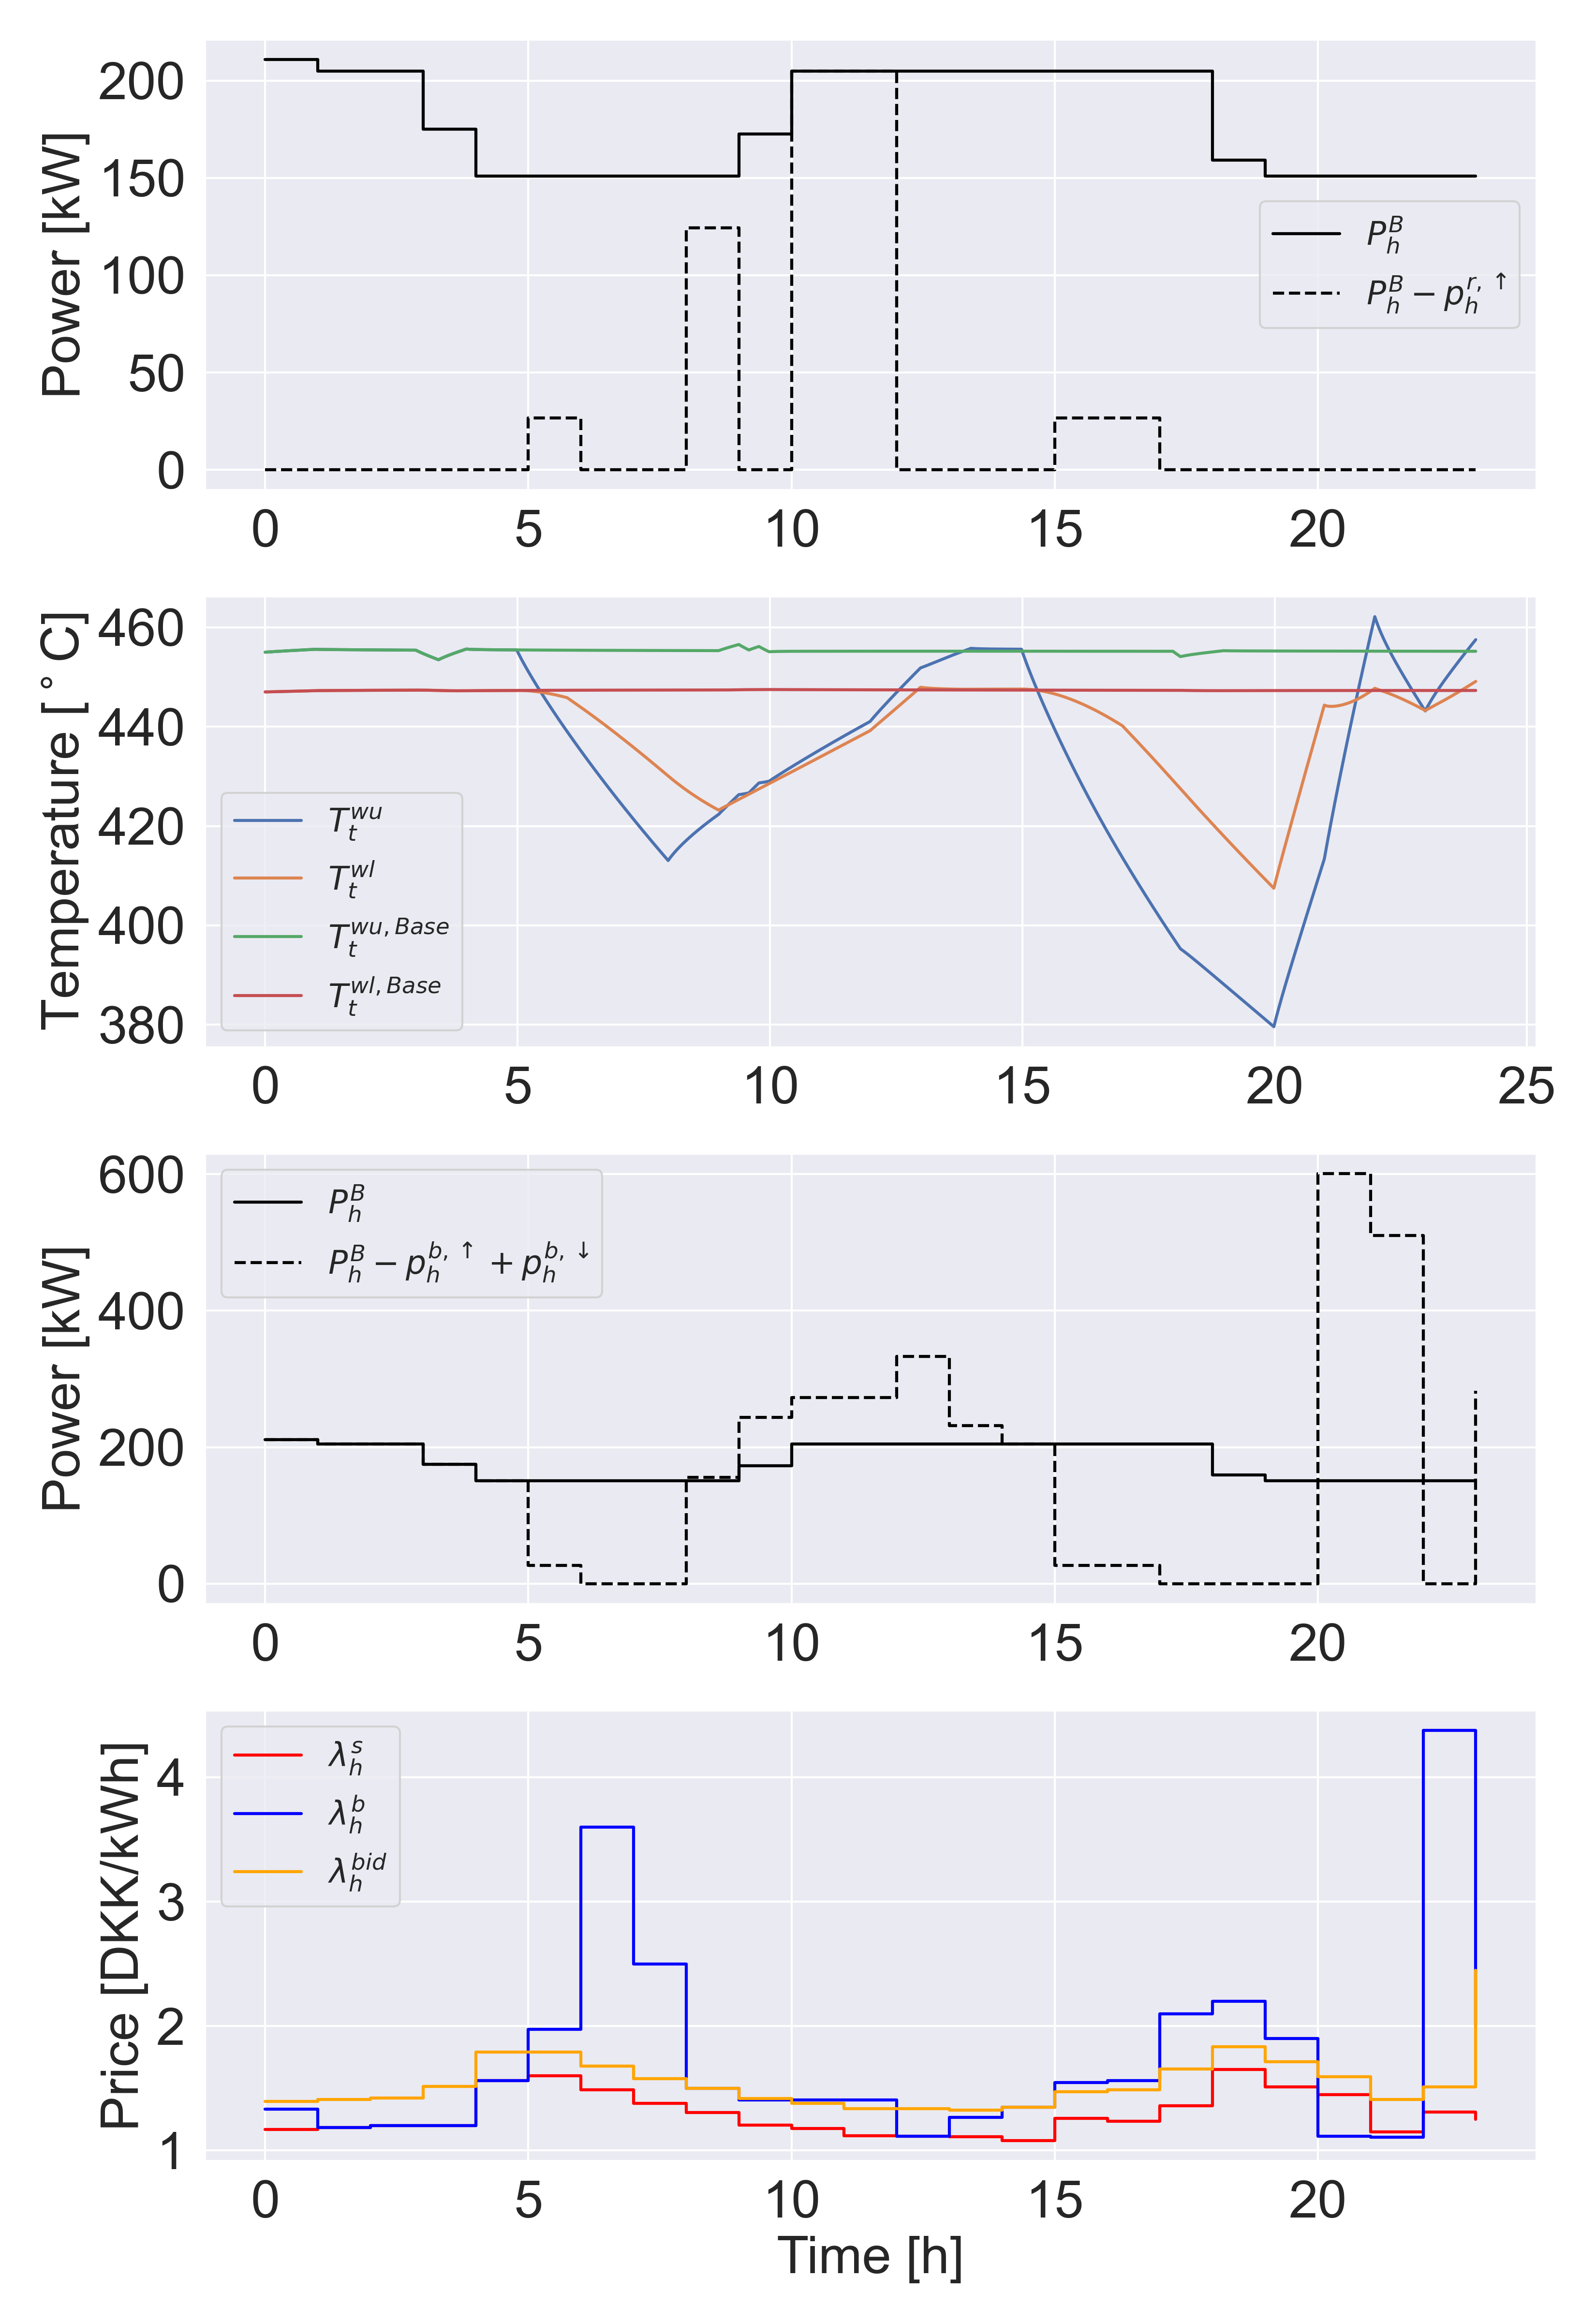 Power [kW]
200
150
100
50
0
P_h^B
P_h^B − p_h^{r,↑}
0 5 10 15 20
Temperature [°C]
460
440
420
400
380
T_t^{wu}
T_t^{wl}
T_t^{wu,Base}
T_t^{wl,Base}
0 5 10 15 20 25
Power [kW]
600
400
200
0
P_h^B
P_h^B − p_h^{b,↑} + p_h^{b,↓}
0 5 10 15 20
Price [DKK/kWh]
4
3
2
1
λ_h^s
λ_h^b
λ_h^{bid}
0 5 10 15 20
Time [h]